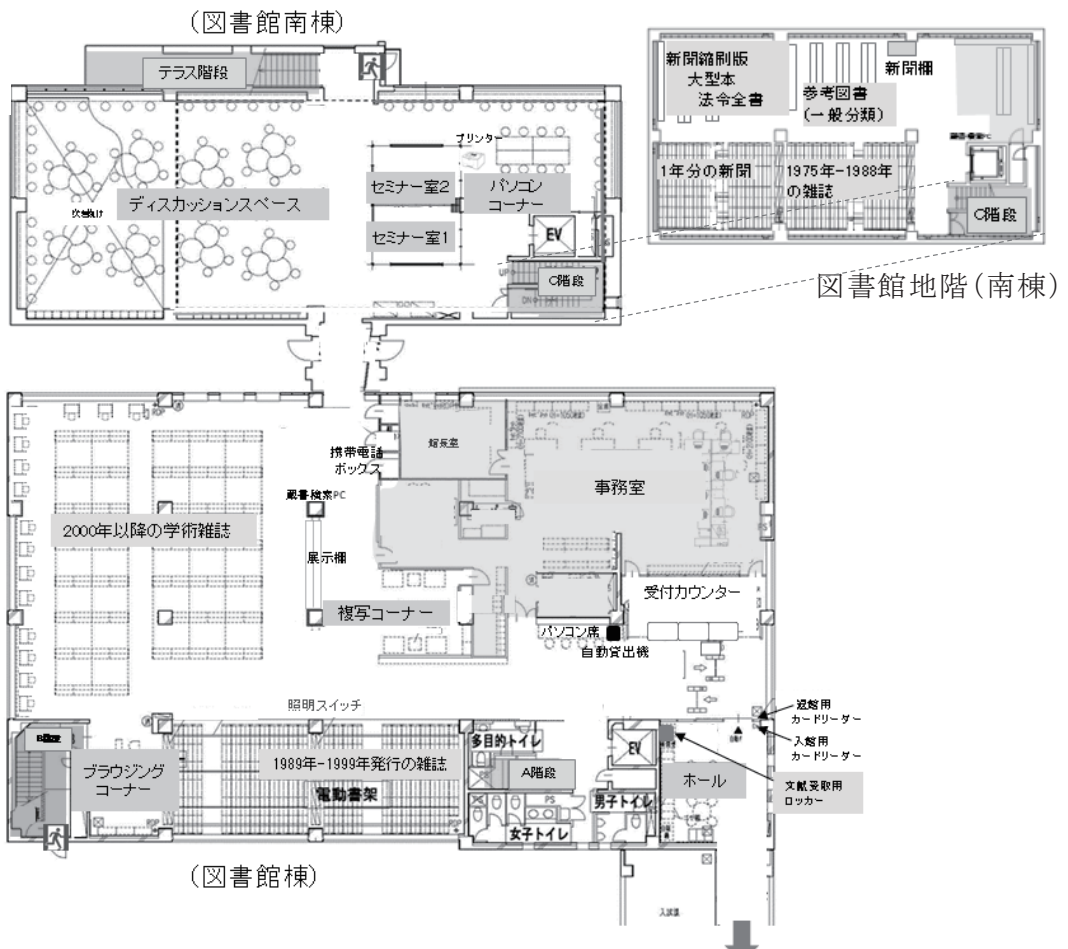 (図書館南棟)
テラス階段
新聞縮刷版
大型本
法令全書
参考図書
(一般分類)
新聞棚
1年分の新聞
1975年-1988年
の雑誌
C階段
図書館地階(南棟)
プリンター
セミナー室2
パソコン
コーナー
ディスカッションスペース
吹き抜け
セミナー室1
EV
UP
C階段
DN
携帯電話
ボックス
館長室
事務室
蔵書検索PC
2000年以降の学術雑誌
展示棚
複写コーナー
受付カウンター
パソコン席
自動貸出機
照明スイッチ
退館用
カードリーダー
入館用
カードリーダー
B階段
ブラウジング
コーナー
1989年-1999年発行の雑誌
電動書架
多目的トイレ
A階段
EV
ホール
文献受取用
ロッカー
PS
男子トイレ
女子トイレ
(図書館棟)
入試課